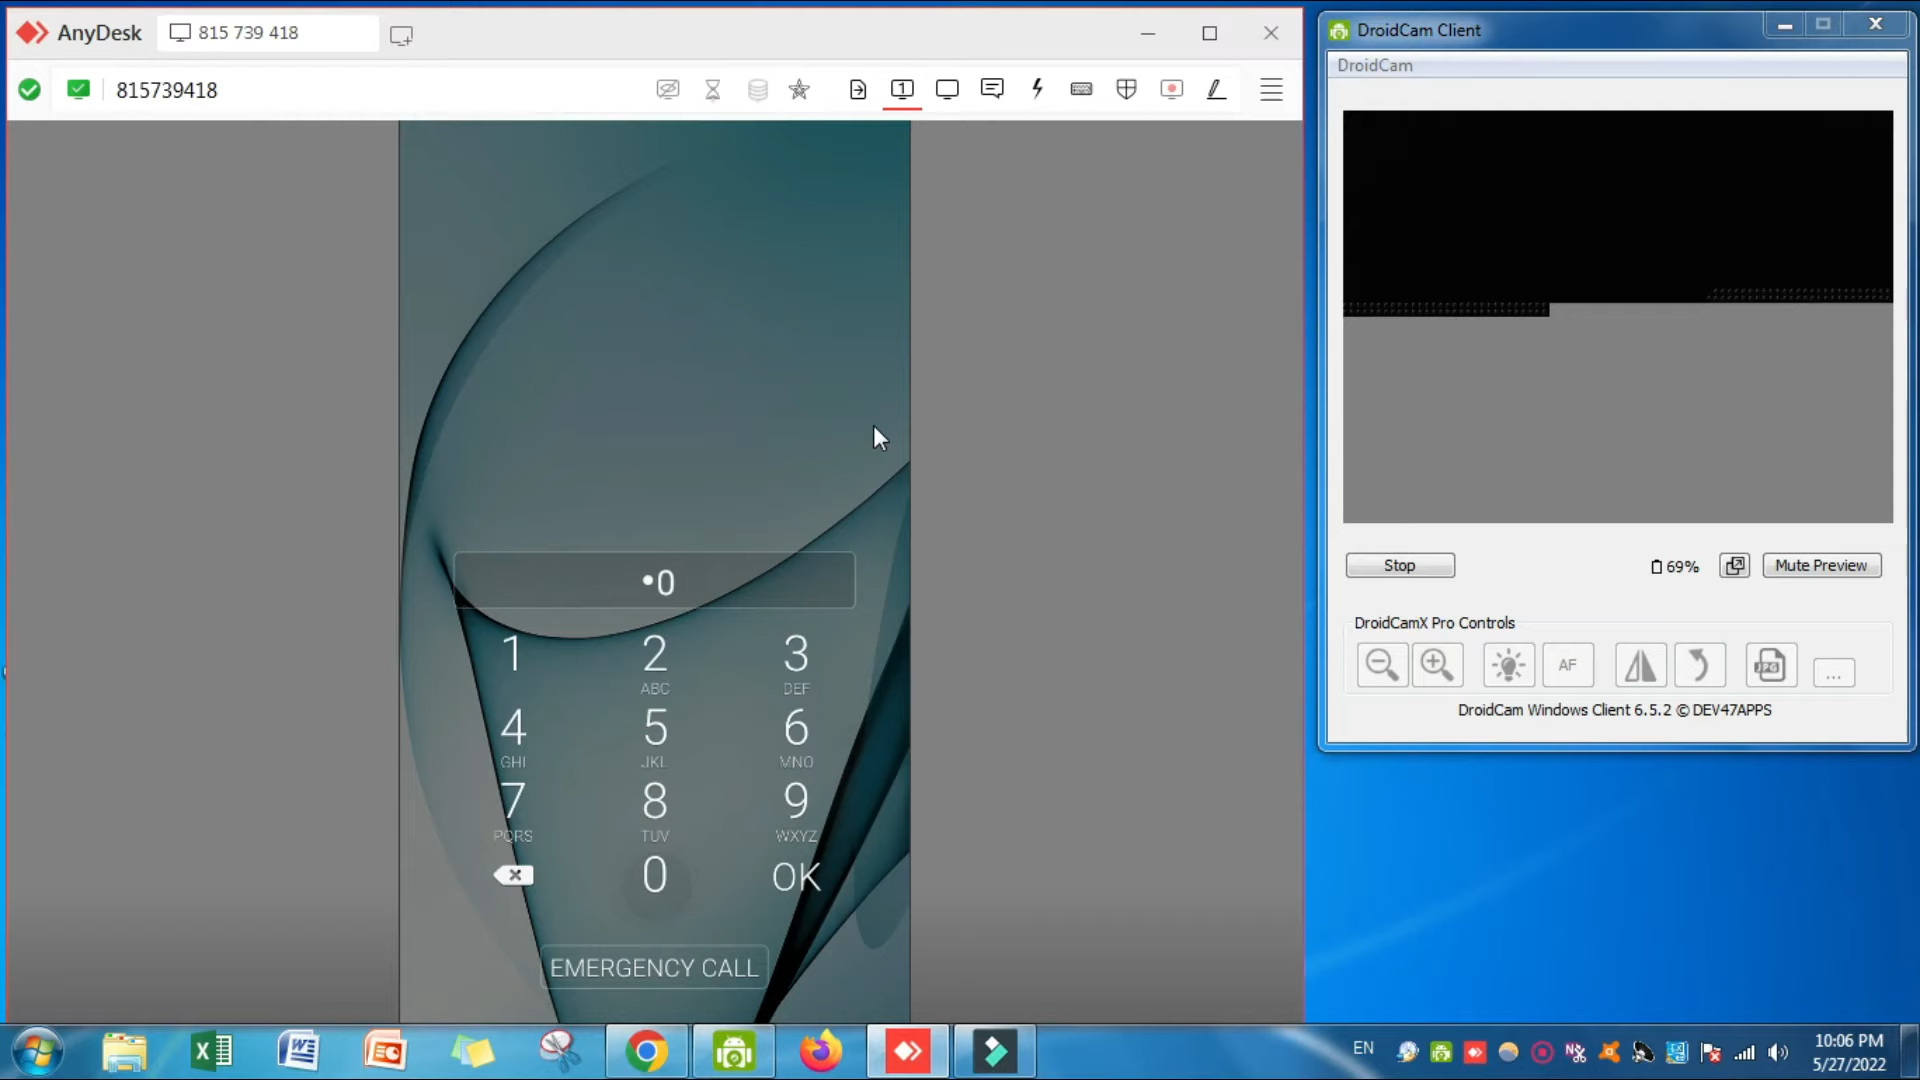 AnyDesk
815 739 418
815739418
1
•0
1
2
ABC
3
DEF
4
GHI
5
JKL
6
MNO
7
PQRS
8
TUV
9
WXYZ
0
OK
EMERGENCY CALL
DroidCam Client
DroidCam
Stop
69%
Mute Preview
DroidCamX Pro Controls
AF
JPG
...
DroidCam Windows Client 6.5.2 © DEV47APPS
EN
10:06 PM
5/27/2022